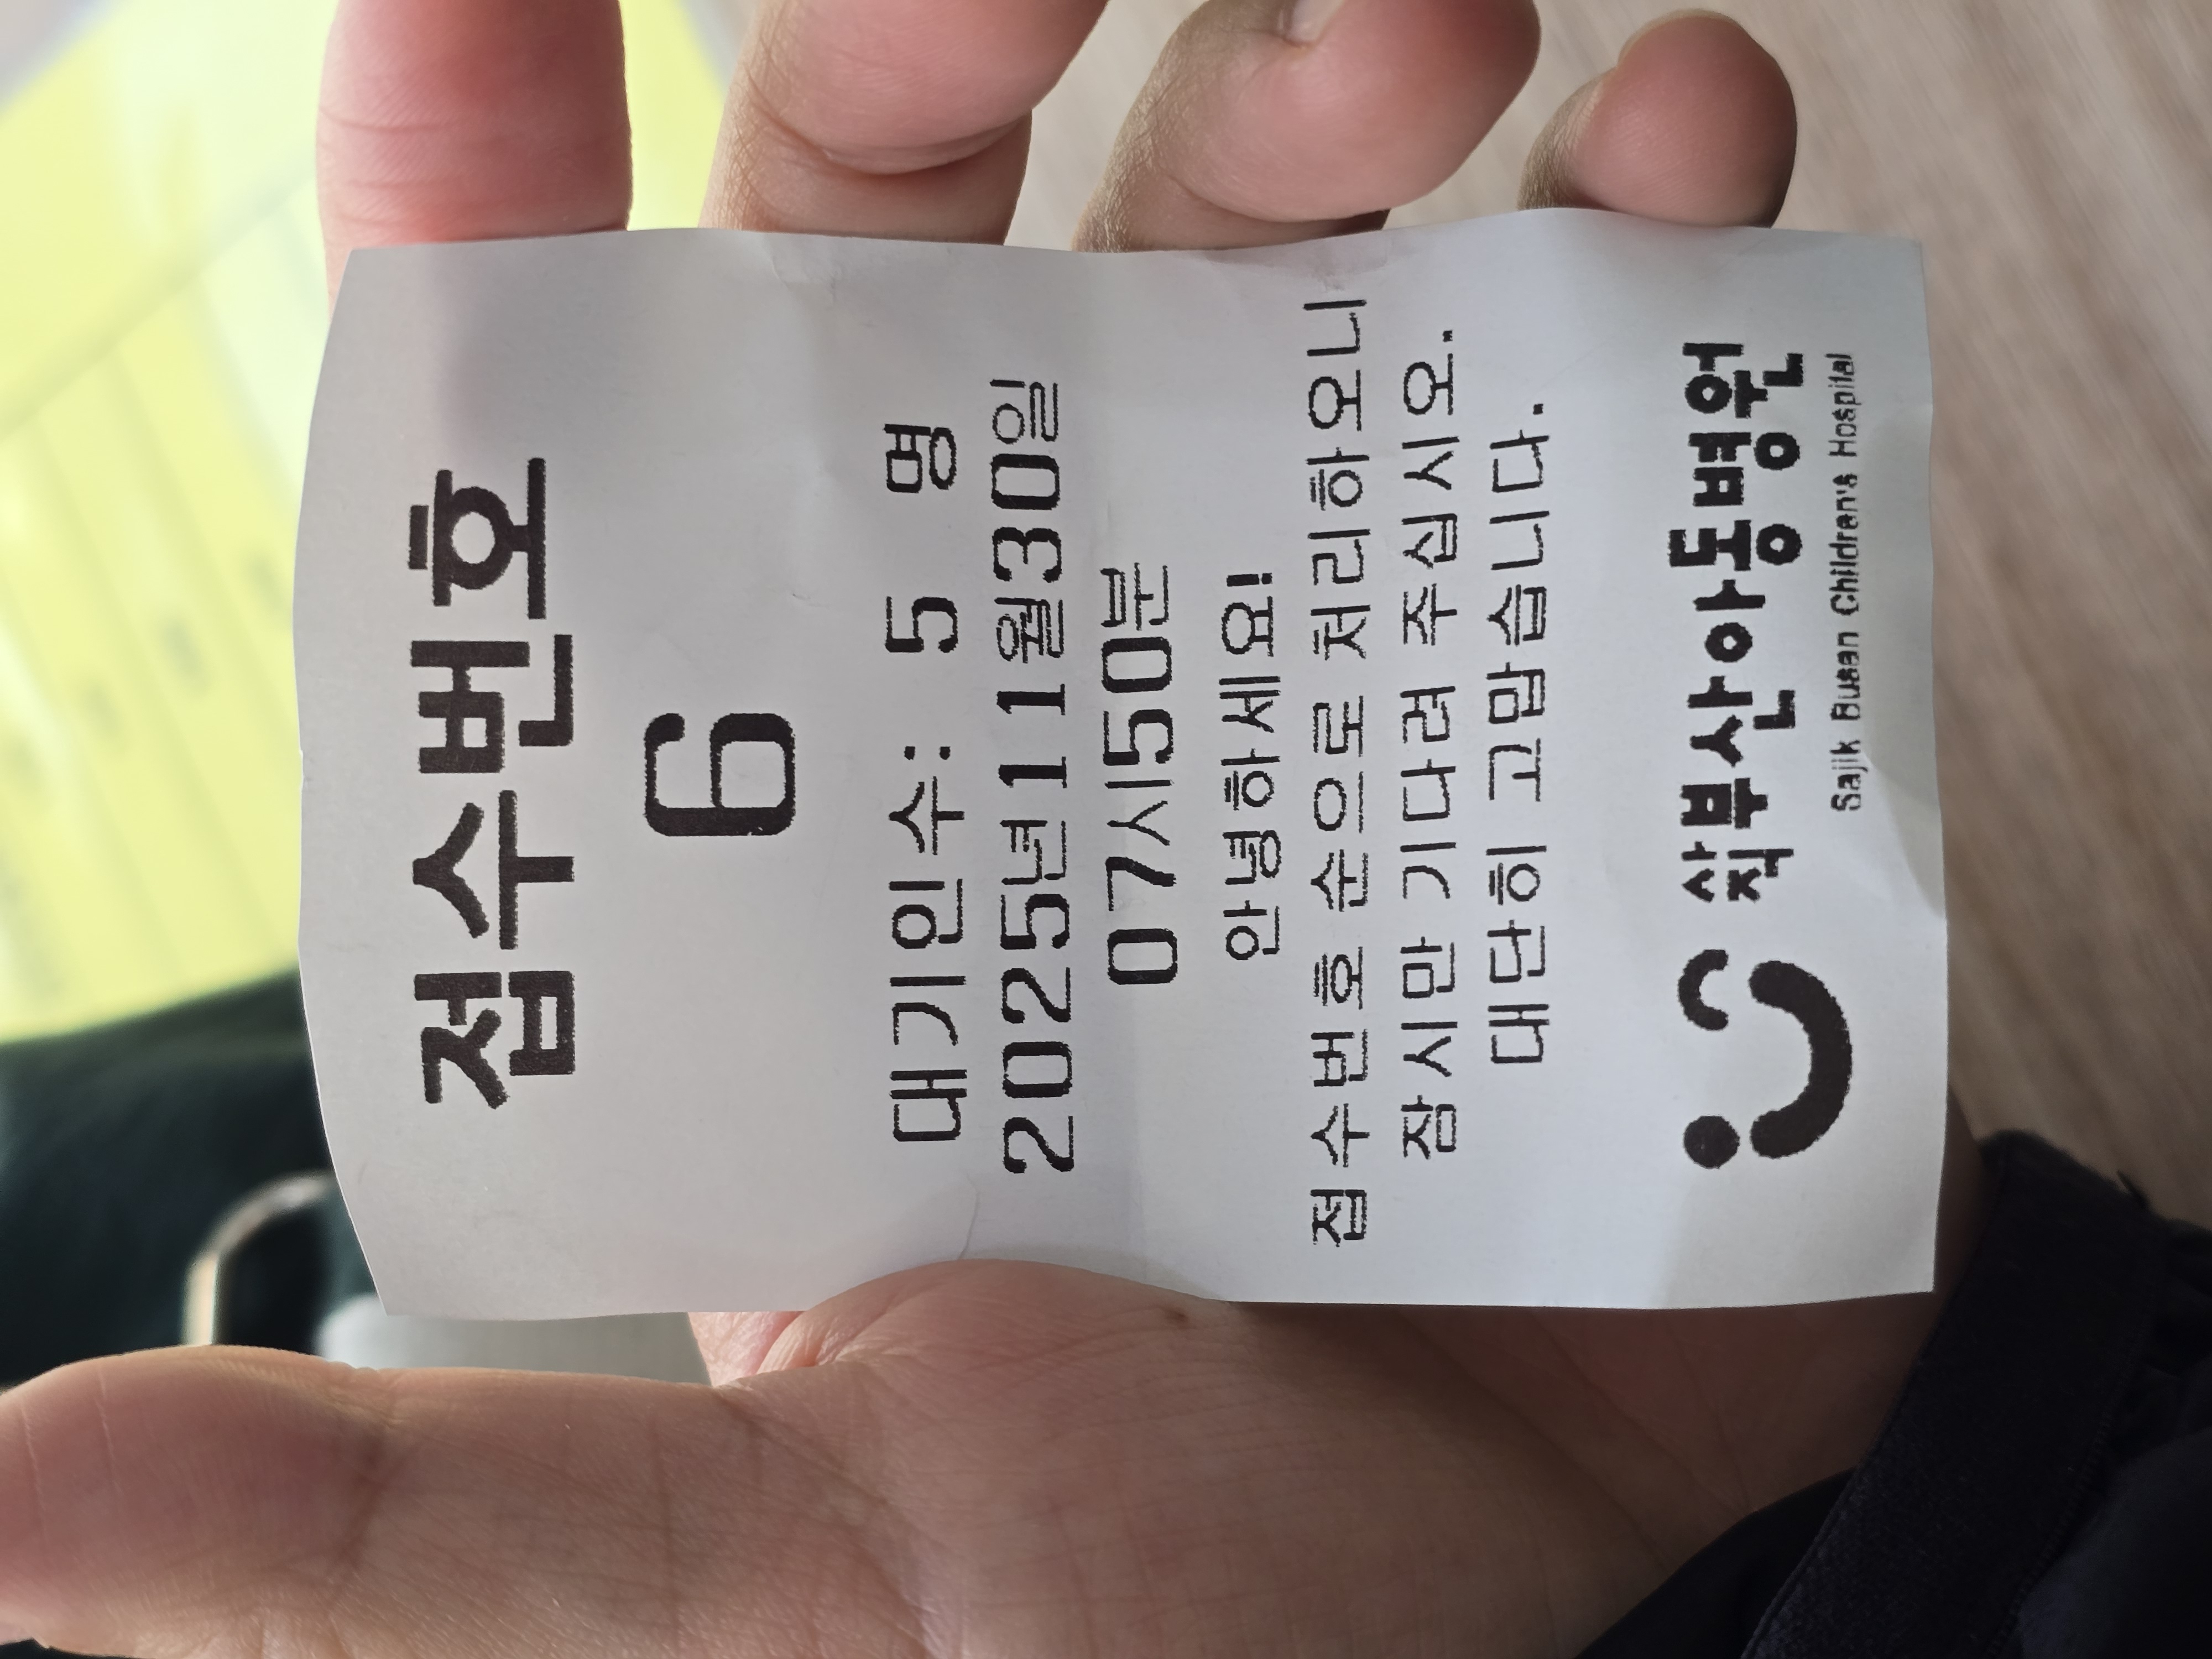 접수번호
6
대기인수: 5 명
2025년11월30일
07시50분
안녕하세요!
접수번호 순으로 처리하오니
잠시만 기다려 주십시오.
대단히 고맙습니다.
사직 부산아동병원
Sajik Busan Children's Hospital